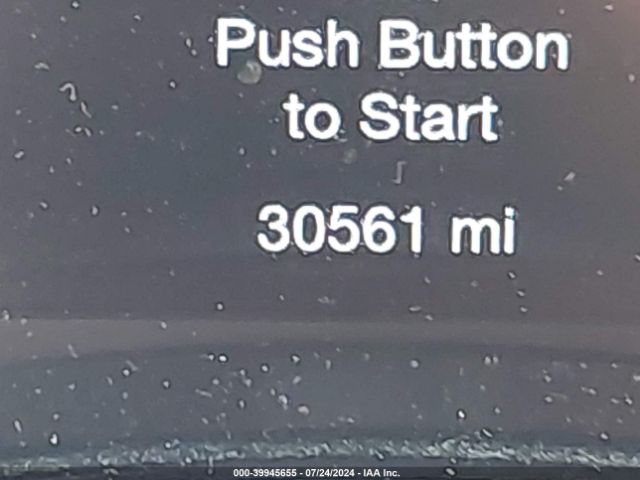 Push Button
to Start
30561 mi
000-39945655 - 07/24/2024 - IAA Inc.